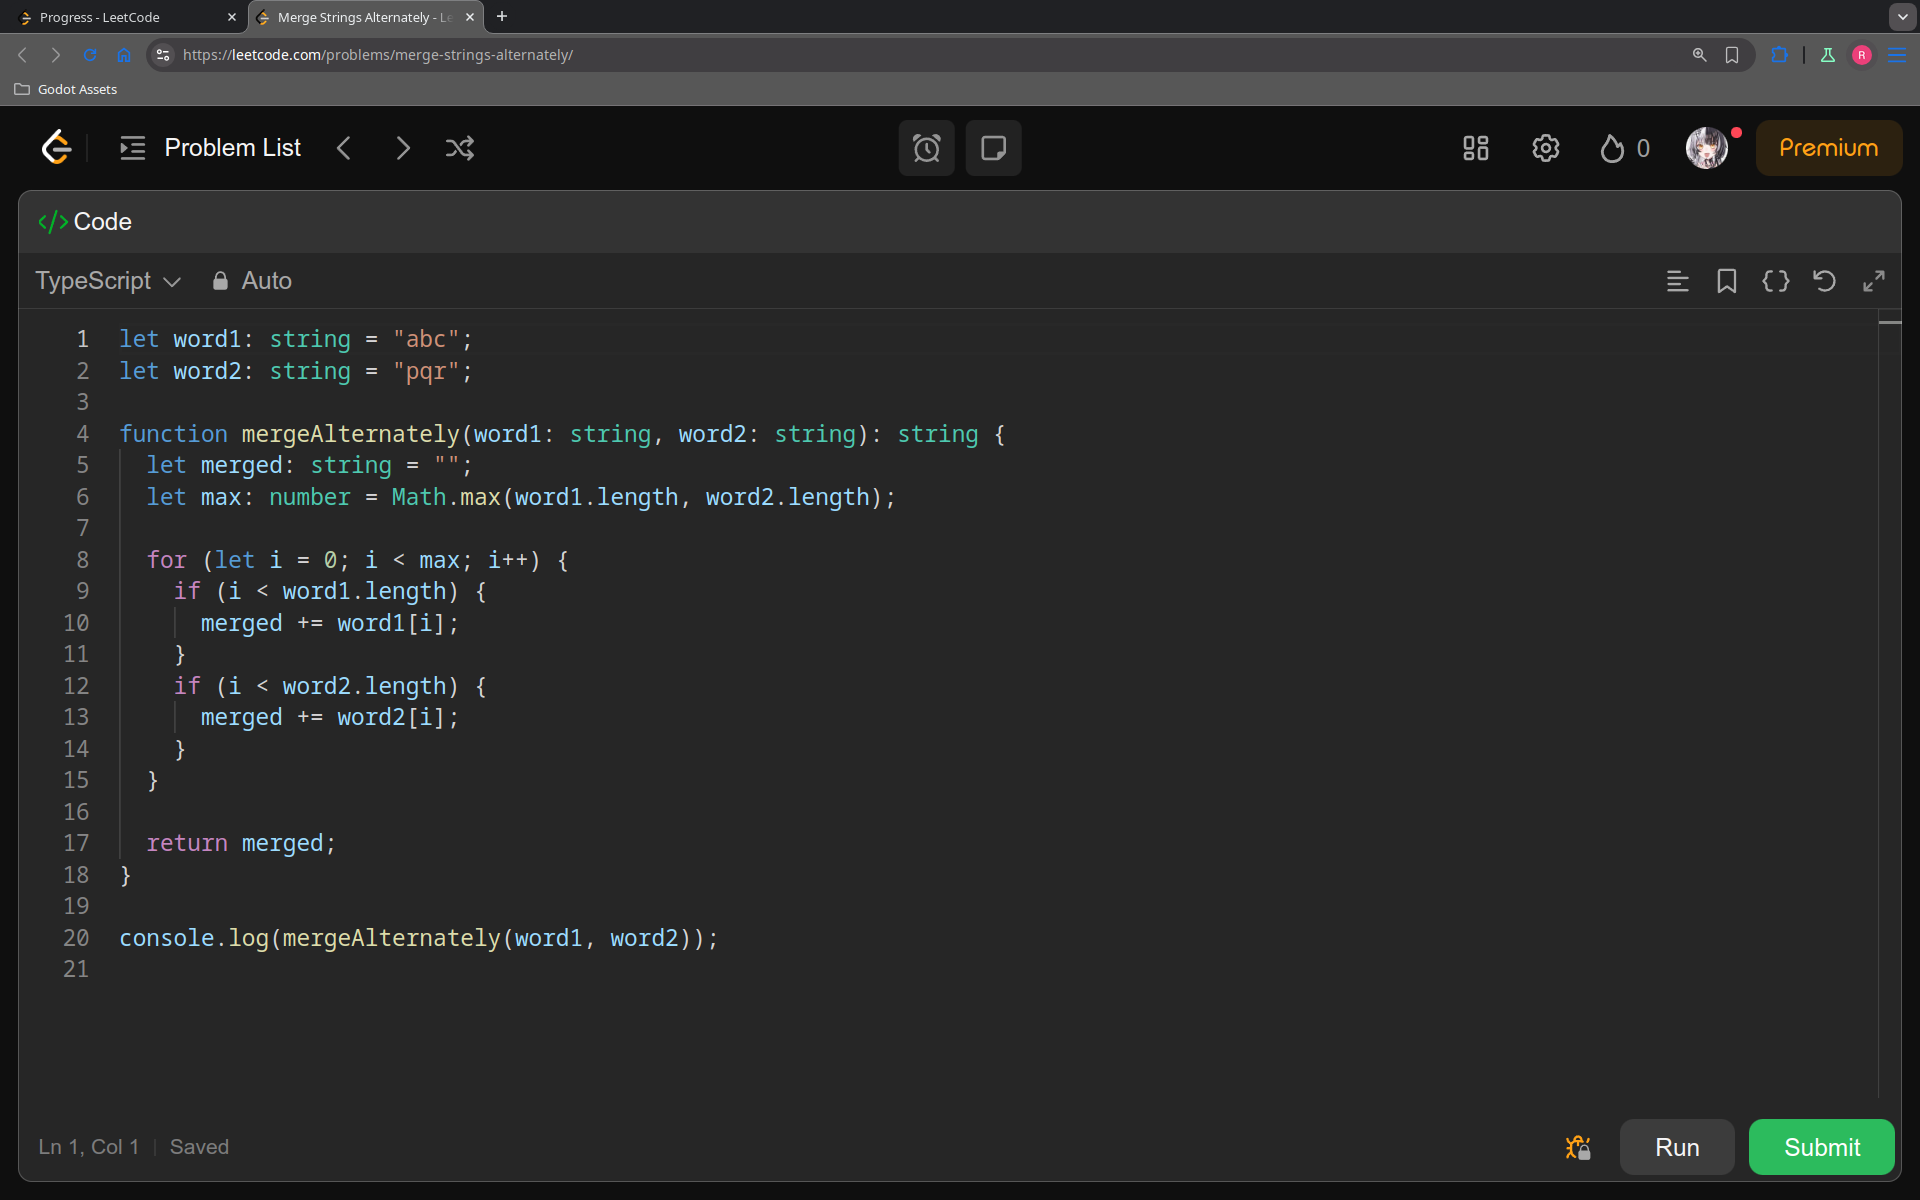 Progress - LeetCode
Merge Strings Alternately - Le
https://leetcode.com/problems/merge-strings-alternately/
R
Godot Assets
Problem List
0
Premium
</> Code
TypeScript
Auto
1 let word1: string = "abc";
2 let word2: string = "pqr";
3
4 function mergeAlternately(word1: string, word2: string): string {
5 let merged: string = "";
6 let max: number = Math.max(word1.length, word2.length);
7
8 for (let i = 0; i < max; i++) {
9 if (i < word1.length) {
10 merged += word1[i];
11 }
12 if (i < word2.length) {
13 merged += word2[i];
14 }
15 }
16
17 return merged;
18 }
19
20 console.log(mergeAlternately(word1, word2));
21
Ln 1, Col 1 | Saved
Run
Submit